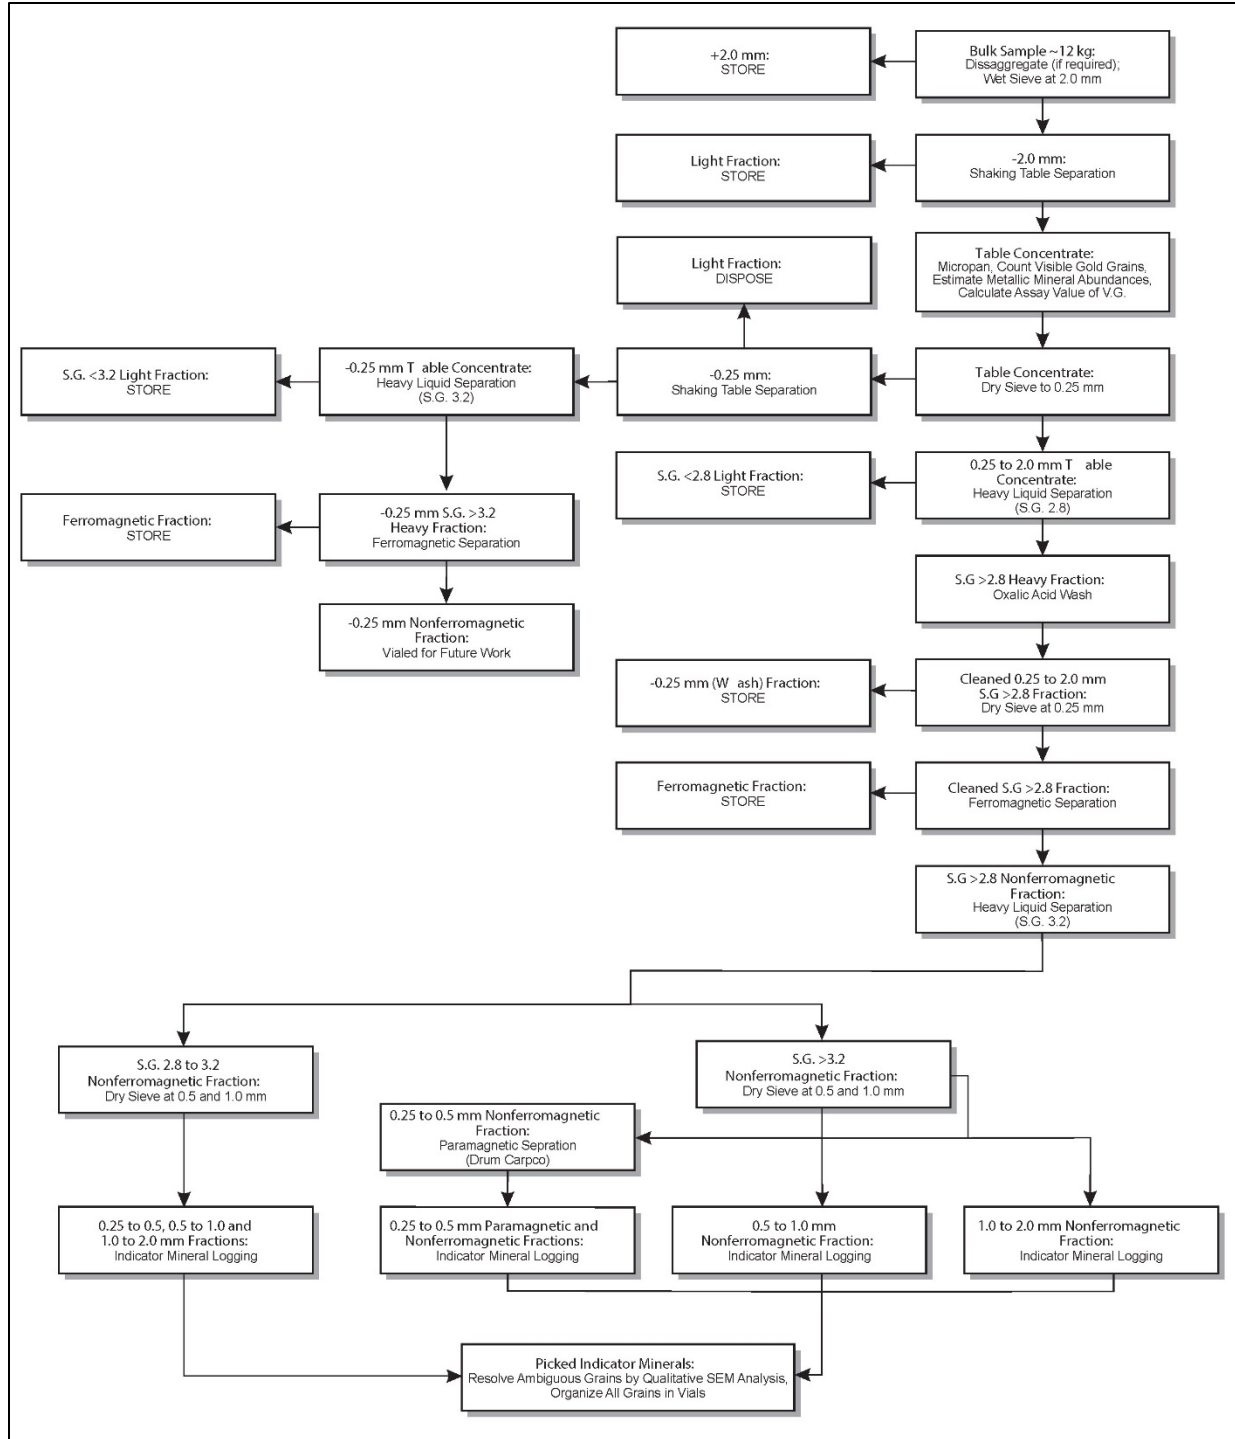 +2.0 mm:
STORE
Bulk Sample ~12 kg:
Dissaggregate (if required);
Wet Sieve at 2.0 mm
Light Fraction:
STORE
-2.0 mm:
Shaking Table Separation
Light Fraction:
DISPOSE
Table Concentrate:
Micropan, Count Visible Gold Grains,
Estimate Metallic Mineral Abundances,
Calculate Assay Value of V.G.
S.G. <3.2 Light Fraction:
STORE
-0.25 mm T able Concentrate:
Heavy Liquid Separation
(S.G. 3.2)
-0.25 mm:
Shaking Table Separation
Table Concentrate:
Dry Sieve to 0.25 mm
S.G. <2.8 Light Fraction:
STORE
0.25 to 2.0 mm T able
Concentrate:
Heavy Liquid Separation
(S.G. 2.8)
Ferromagnetic Fraction:
STORE
-0.25 mm S.G. >3.2
Heavy Fraction:
Ferromagnetic Separation
S.G >2.8 Heavy Fraction:
Oxalic Acid Wash
-0.25 mm Nonferromagnetic
Fraction:
Vialed for Future Work
-0.25 mm (W ash) Fraction:
STORE
Cleaned 0.25 to 2.0 mm
S.G >2.8 Fraction:
Dry Sieve at 0.25 mm
Ferromagnetic Fraction:
STORE
Cleaned S.G >2.8 Fraction:
Ferromagnetic Separation
S.G >2.8 Nonferromagnetic
Fraction:
Heavy Liquid Separation
(S.G. 3.2)
S.G. 2.8 to 3.2
Nonferromagnetic Fraction:
Dry Sieve at 0.5 and 1.0 mm
S.G. >3.2
Nonferromagnetic Fraction:
Dry Sieve at 0.5 and 1.0 mm
0.25 to 0.5 mm Nonferromagnetic
Fraction:
Paramagnetic Sepration
(Drum Carpco)
0.25 to 0.5, 0.5 to 1.0 and
1.0 to 2.0 mm Fractions:
Indicator Mineral Logging
0.25 to 0.5 mm Paramagnetic and
Nonferromagnetic Fractions:
Indicator Mineral Logging
0.5 to 1.0 mm
Nonferromagnetic Fraction:
Indicator Mineral Logging
1.0 to 2.0 mm Nonferromagnetic
Fraction:
Indicator Mineral Logging
Picked Indicator Minerals:
Resolve Ambiguous Grains by Qualitative SEM Analysis,
Organize All Grains in Vials